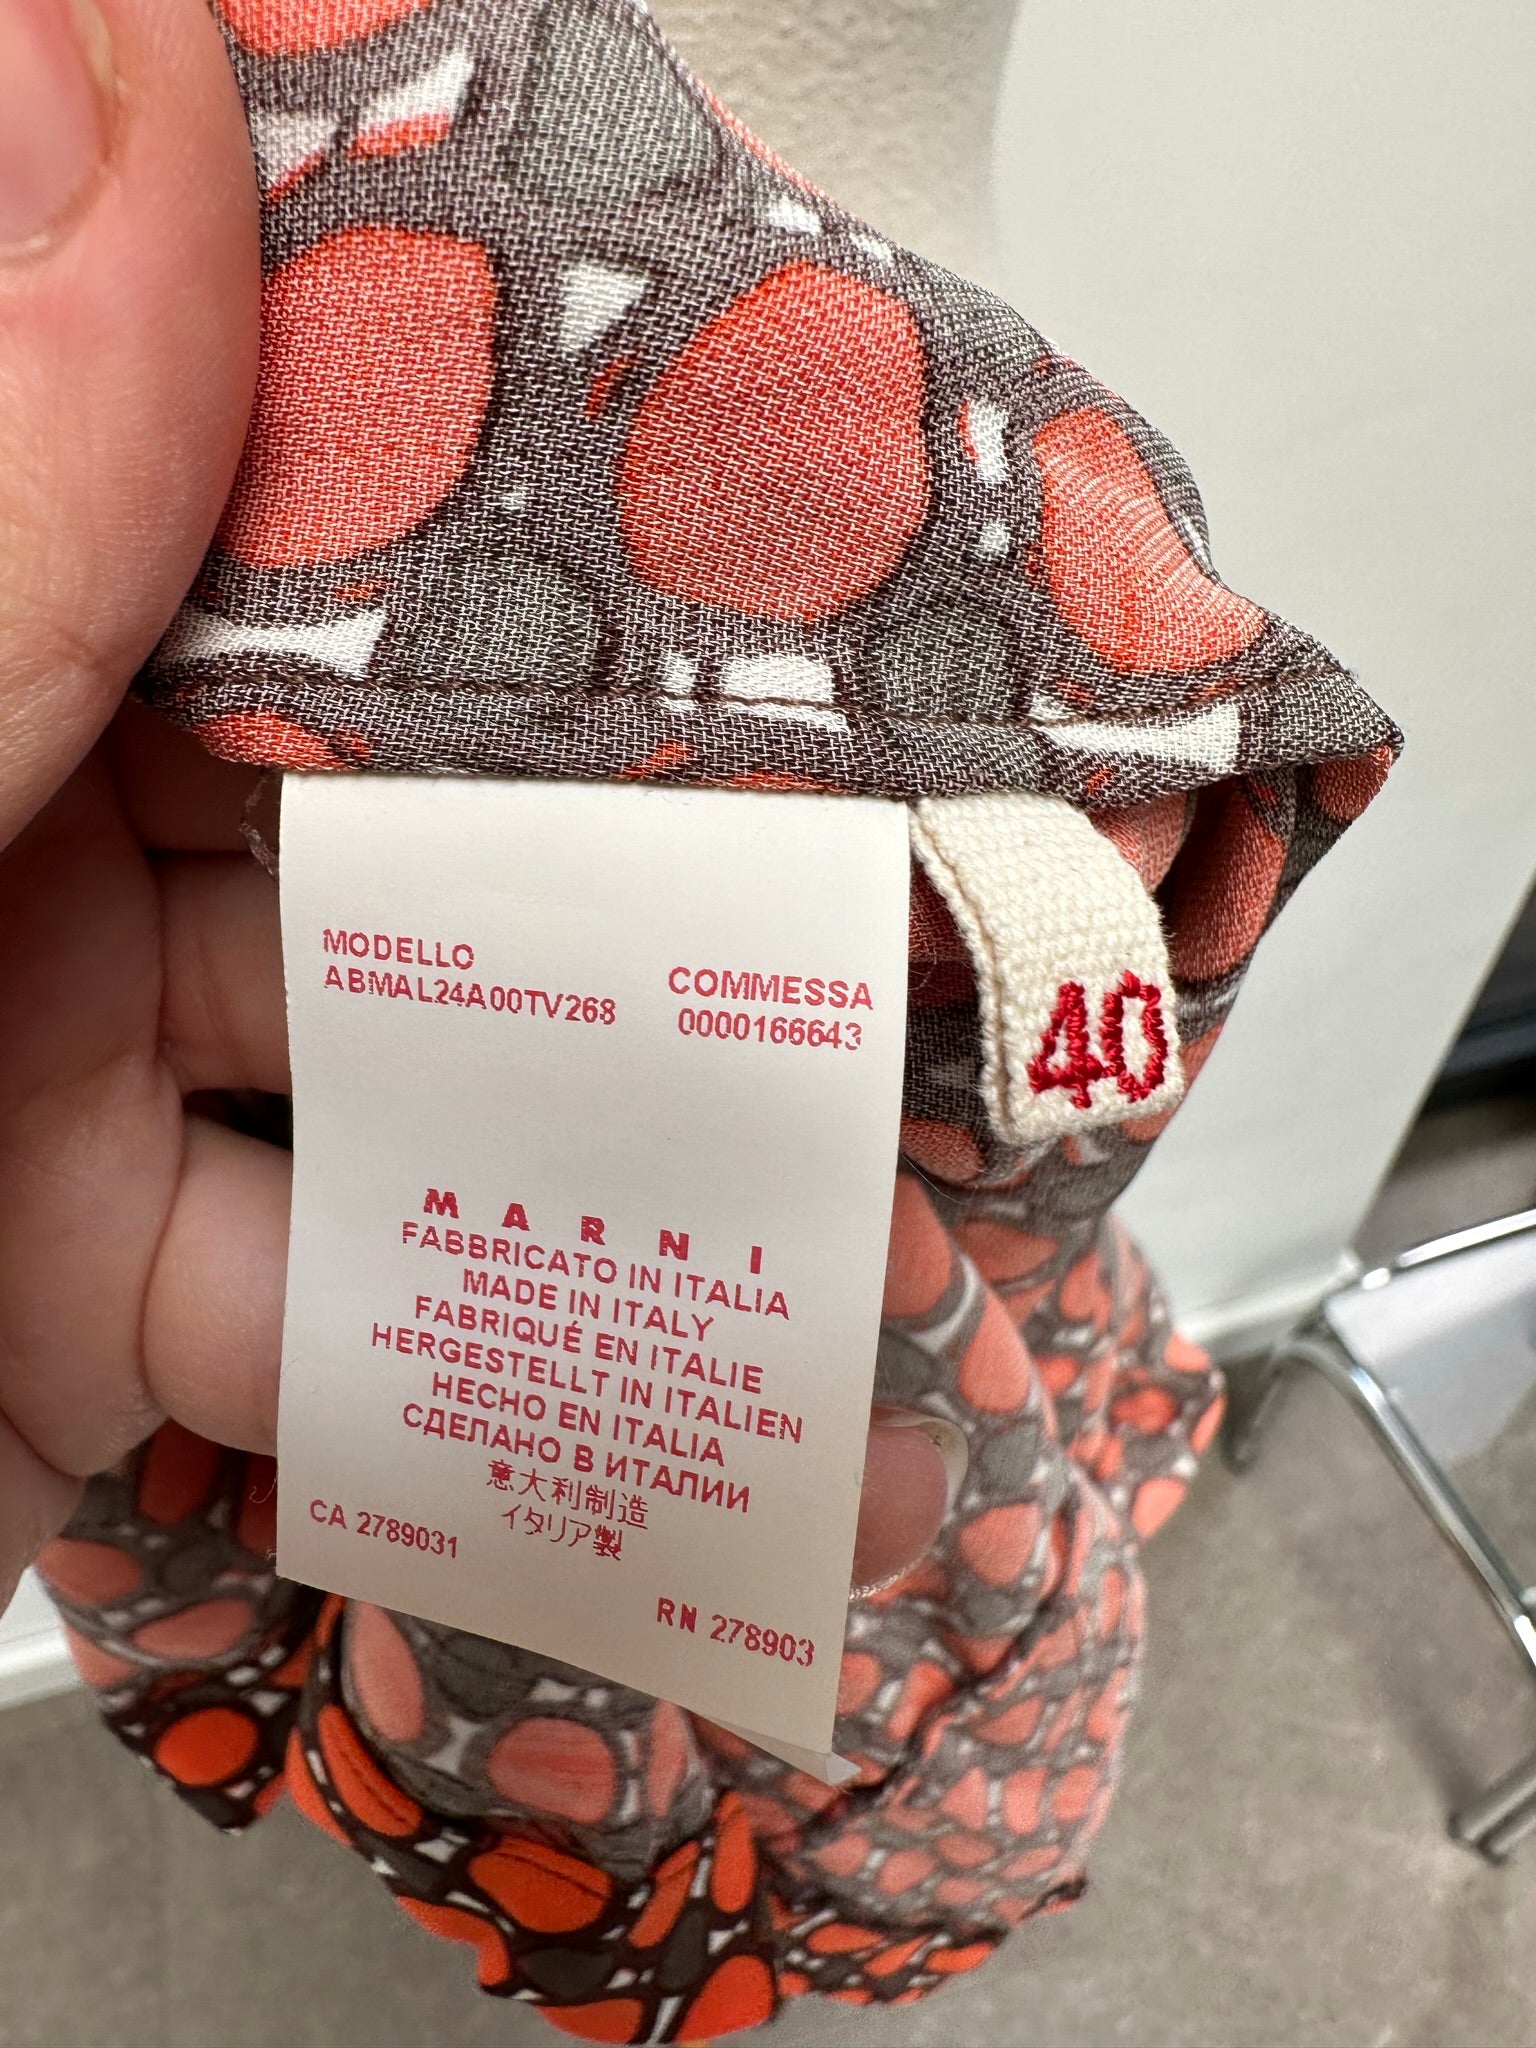 MODELLO
ABMAL24A00TV268
COMMESSA
0000166643
40
MARNI
FABBRICATO IN ITALIA
MADE IN ITALY
FABRIQUÉ EN ITALIE
HERGESTELLT IN ITALIEN
HECHO EN ITALIA
СДЕЛАНО В ИТАЛИИ
意大利制造
イタリア製
CA 2789031
RN 278903